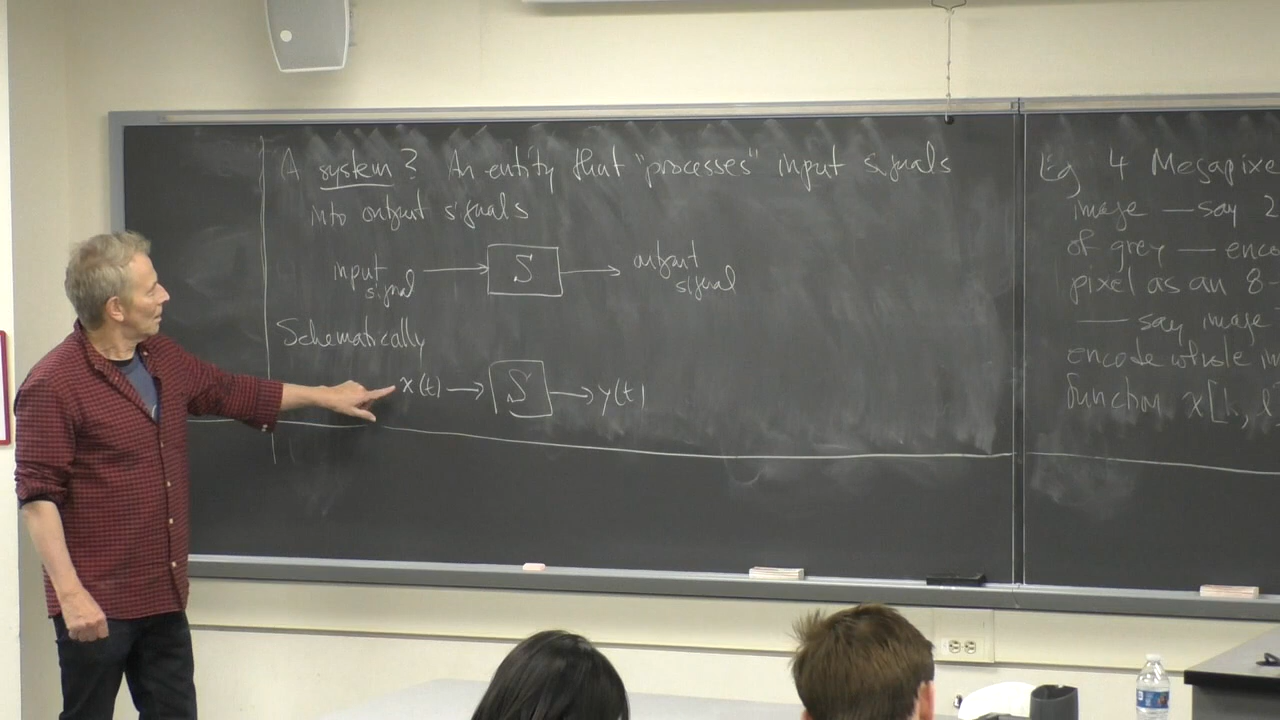 A system? An entity that "processes" input signals
into output signals
input signal → S → output signal
Schematically
x(t) → S → y(t)
Eg 4 Megapixe
image — say 2
of grey — enco
pixel as an 8-
— say image
encode whole im
function x[k, l